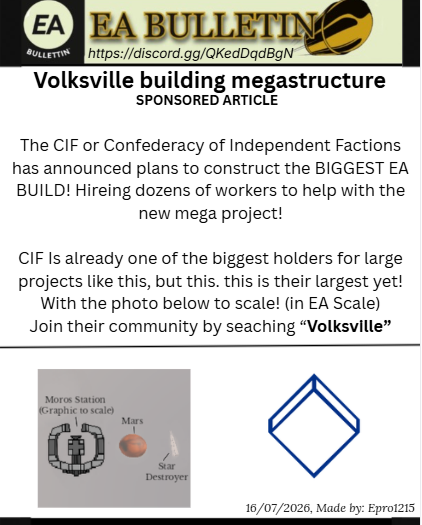 EA
BULLETTIN
EA BULLETIN
https://discord.gg/QKedDqdBgN
Volksville building megastructure
SPONSORED ARTICLE
The CIF or Confederacy of Independent Factions
has announced plans to construct the BIGGEST EA
BUILD! Hireing dozens of workers to help with the
new mega project!
CIF Is already one of the biggest holders for large
projects like this, but this. this is their largest yet!
With the photo below to scale! (in EA Scale)
Join their community by seaching “Volksville”
Moros Station
(Graphic to scale)
Mars
Star
Destroyer
16/07/2026, Made by: Epro1215